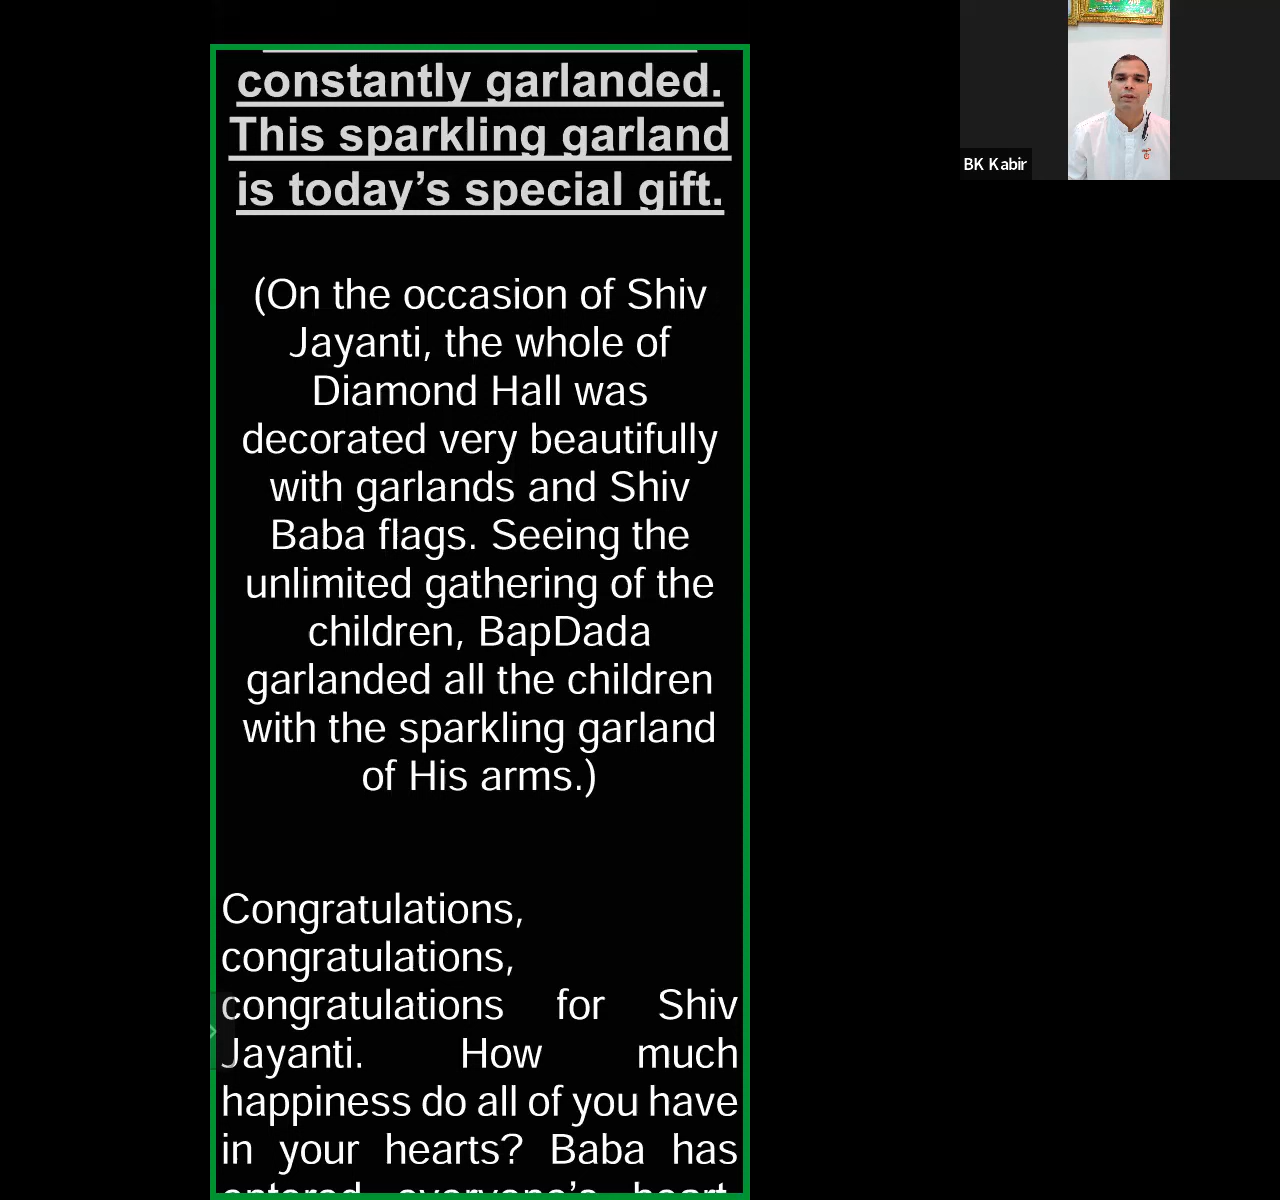 constantly garlanded.
This sparkling garland
is today’s special gift.
(On the occasion of Shiv
Jayanti, the whole of
Diamond Hall was
decorated very beautifully
with garlands and Shiv
Baba flags. Seeing the
unlimited gathering of the
children, BapDada
garlanded all the children
with the sparkling garland
of His arms.)
Congratulations,
congratulations,
congratulations for Shiv
Jayanti. How much
happiness do all of you have
in your hearts? Baba has
entered everyone’s heart.
BK Kabir